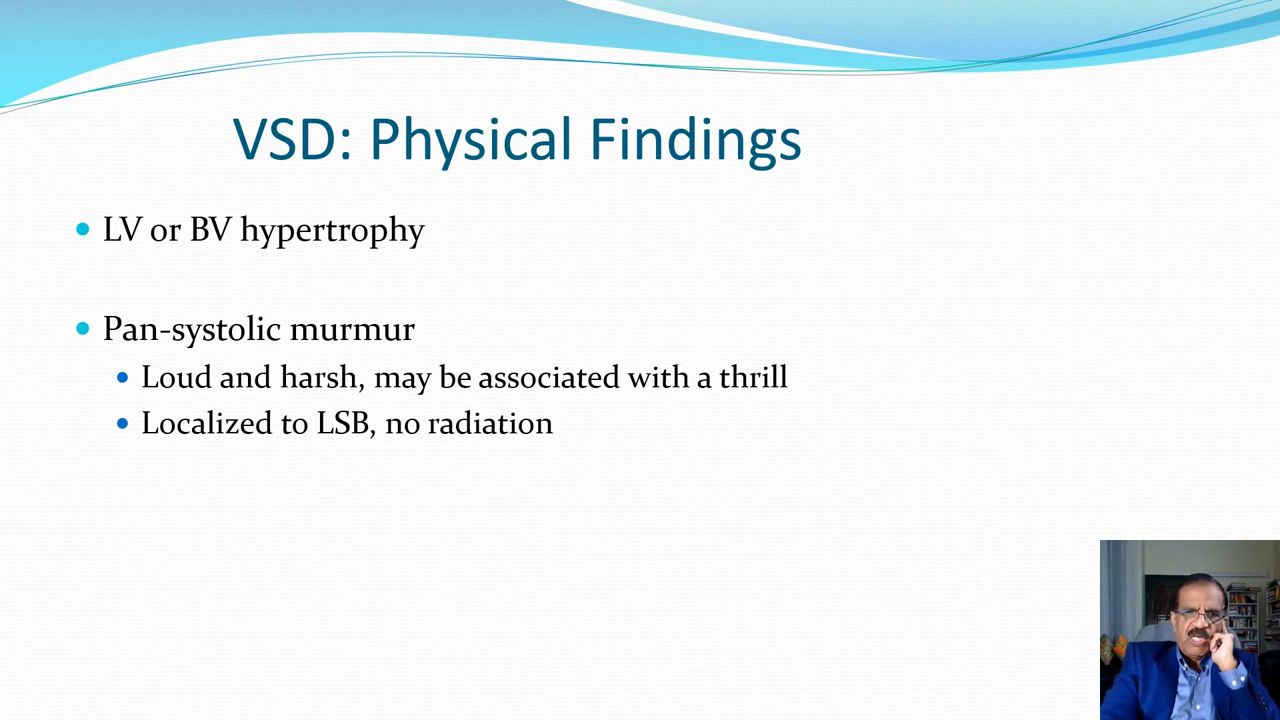 VSD: Physical Findings
LV or BV hypertrophy
Pan-systolic murmur
Loud and harsh, may be associated with a thrill
Localized to LSB, no radiation